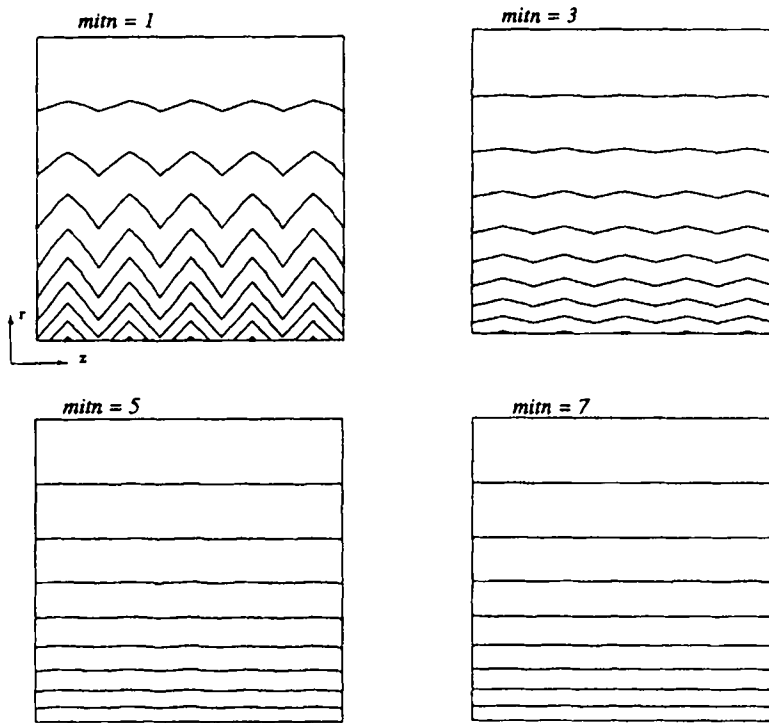 mitn = 1
mitn = 3
r
z
mitn = 5
mitn = 7